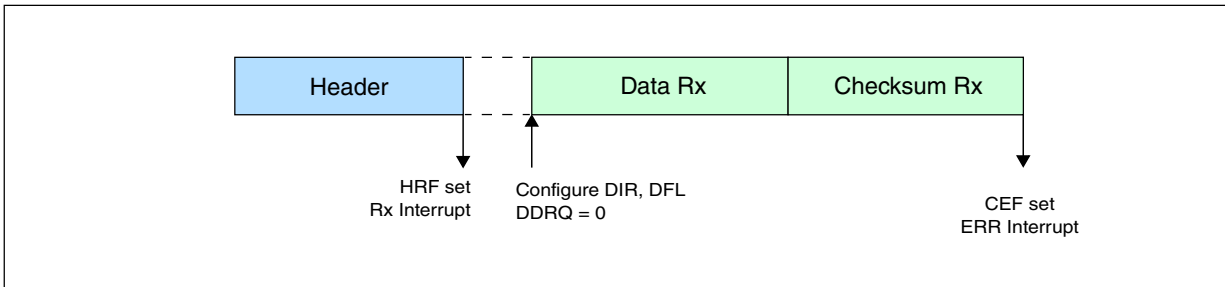 Header
Data Rx
Checksum Rx
HRF set
Rx Interrupt
Configure DIR, DFL
DDRQ = 0
CEF set
ERR Interrupt